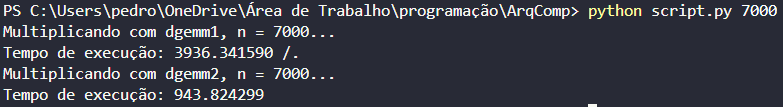 PS C:\Users\pedro\OneDrive\Área de Trabalho\programação\ArqComp> python script.py 7000
Multiplicando com dgemm1, n = 7000...
Tempo de execução: 3936.341590 /.
Multiplicando com dgemm2, n = 7000...
Tempo de execução: 943.824299